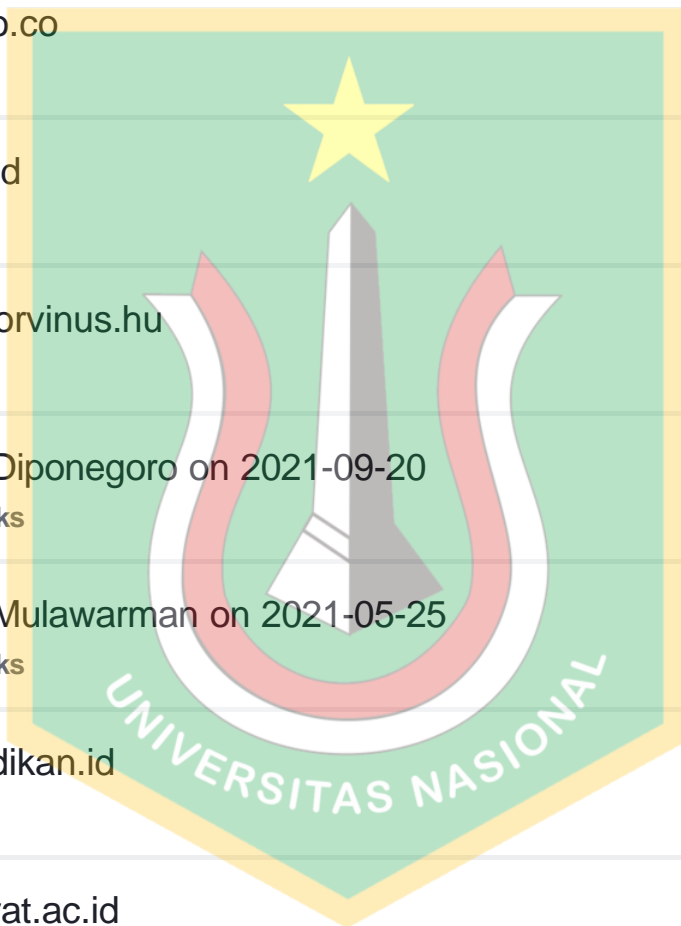 o.co
d
orvinus.hu
Diponegoro on 2021-09-20
ks
Mulawarman on 2021-05-25
ks
dikan.id
rat.ac.id
UNIVERSITAS NASIONAL